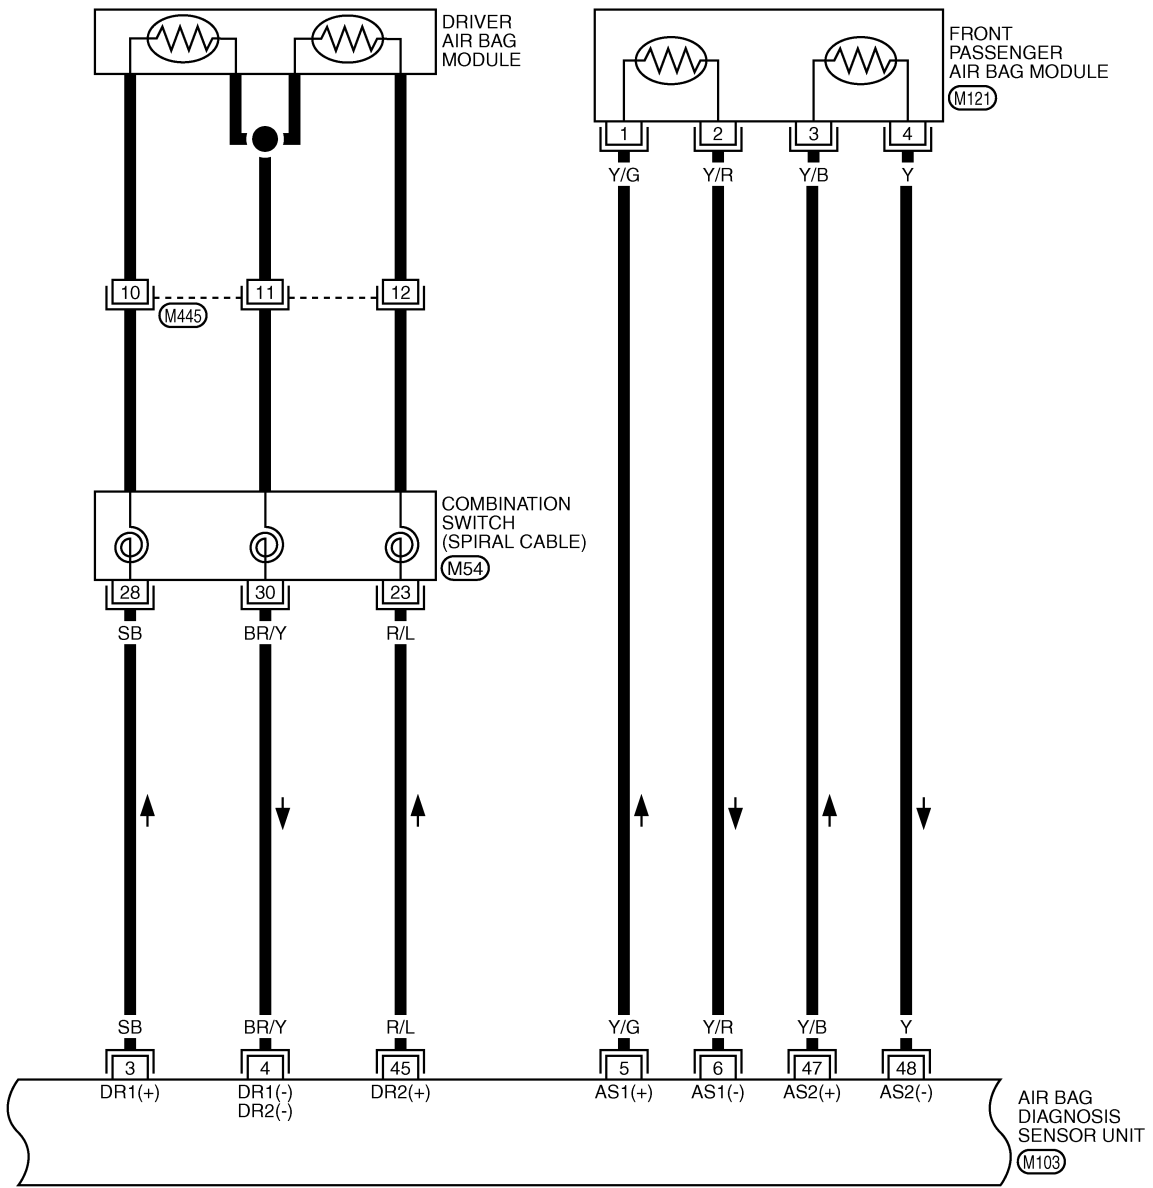 DRIVER
AIR BAG
MODULE
FRONT
PASSENGER
AIR BAG MODULE
M121
1 2 3 4
Y/G Y/R Y/B Y
10 11 12
M445
COMBINATION
SWITCH
(SPIRAL CABLE)
M54
28 30 23
SB BR/Y R/L
SB BR/Y R/L Y/G Y/R Y/B Y
3 4 45 5 6 47 48
DR1(+) DR1(-) DR2(+) AS1(+) AS1(-) AS2(+) AS2(-)
DR2(-)
AIR BAG
DIAGNOSIS
SENSOR UNIT
M103